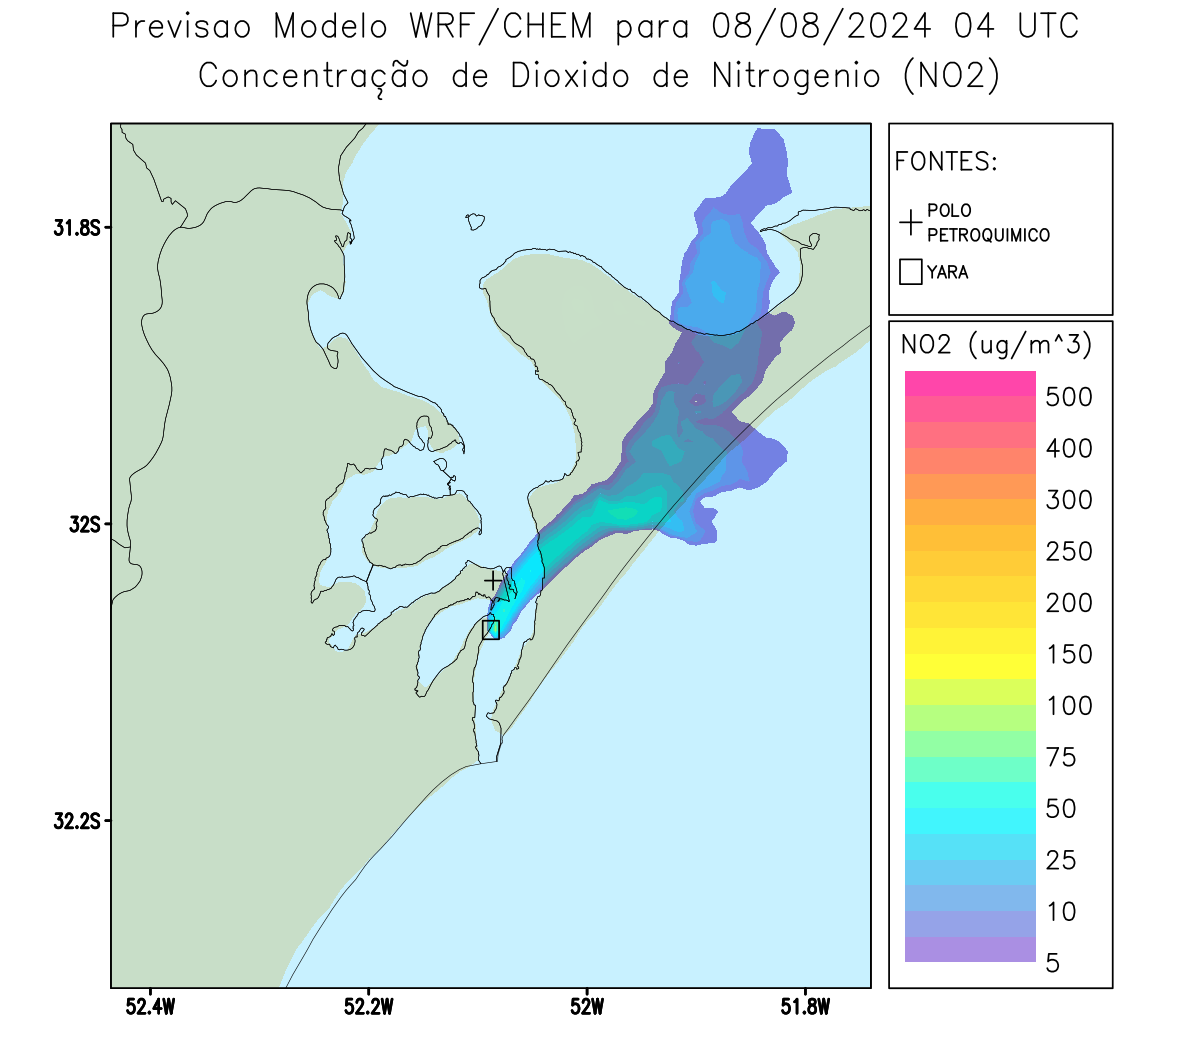 Previsao Modelo WRF/CHEM para 08/08/2024 04 UTC
Concentração de Dioxido de Nitrogenio (NO2)
FONTES:
POLO
PETROQUIMICO
YARA
NO2 (ug/m^3)
500
400
300
250
200
150
100
75
50
25
10
5
31.8S
32S
32.2S
52.4W
52.2W
52W
51.8W